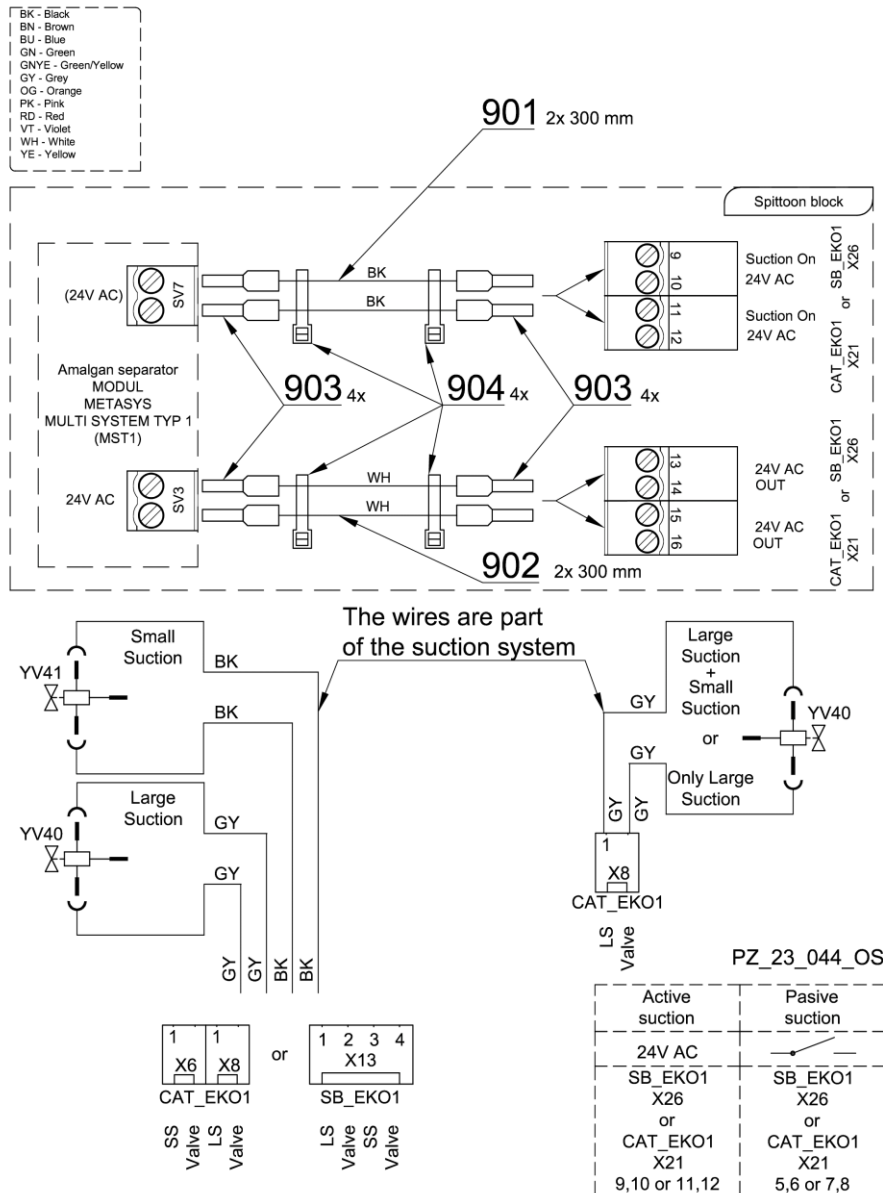 BK - Black
BN - Brown
BU - Blue
GN - Green
GNYE - Green/Yellow
GY - Grey
OG - Orange
PK - Pink
RD - Red
VT - Violet
WH - White
YE - Yellow
901 2x 300 mm
Spittoon block
(24V AC)
SV7
BK
BK
9
10
11
12
Suction On
24V AC
Suction On
24V AC
CAT_EKO1 or SB_EKO1
X21 X26
Amalgan separator
MODUL
METASYS
MULTI SYSTEM TYP 1
(MST1)
903 4x
904 4x
903 4x
24V AC
SV3
WH
WH
13
14
15
16
24V AC
OUT
24V AC
OUT
CAT_EKO1 or SB_EKO1
X21 X26
902 2x 300 mm
The wires are part
of the suction system
YV41
Small
Suction
BK
BK
YV40
Large
Suction
GY
GY
GY
GY
BK
BK
1
X6
1
X8
CAT_EKO1
SS
Valve
LS
Valve
or
1 2 3 4
X13
SB_EKO1
LS
Valve
SS
Valve
Large
Suction
+
Small
Suction
or
Only Large
Suction
YV40
GY
GY
GY
GY
1
X8
CAT_EKO1
LS
Valve
PZ_23_044_OS
Active
suction
Pasive
suction
24V AC
SB_EKO1
X26
or
CAT_EKO1
X21
9,10 or 11,12
SB_EKO1
X26
or
CAT_EKO1
X21
5,6 or 7,8